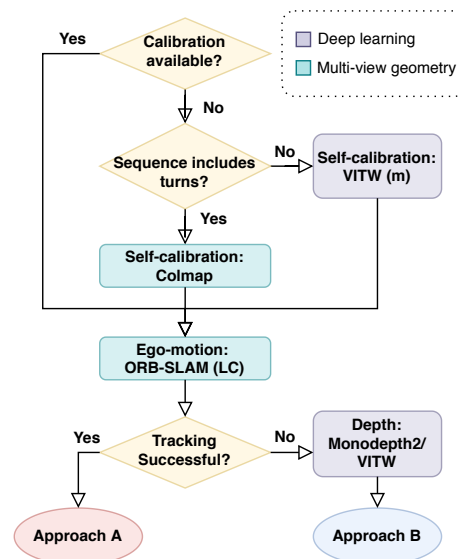 Yes
Calibration
available?
Deep learning
Multi-view geometry
No
Sequence includes
turns?
No
Self-calibration:
VITW (m)
Yes
Self-calibration:
Colmap
Ego-motion:
ORB-SLAM (LC)
Yes
Tracking
Successful?
No
Depth:
Monodepth2/
VITW
Approach A
Approach B